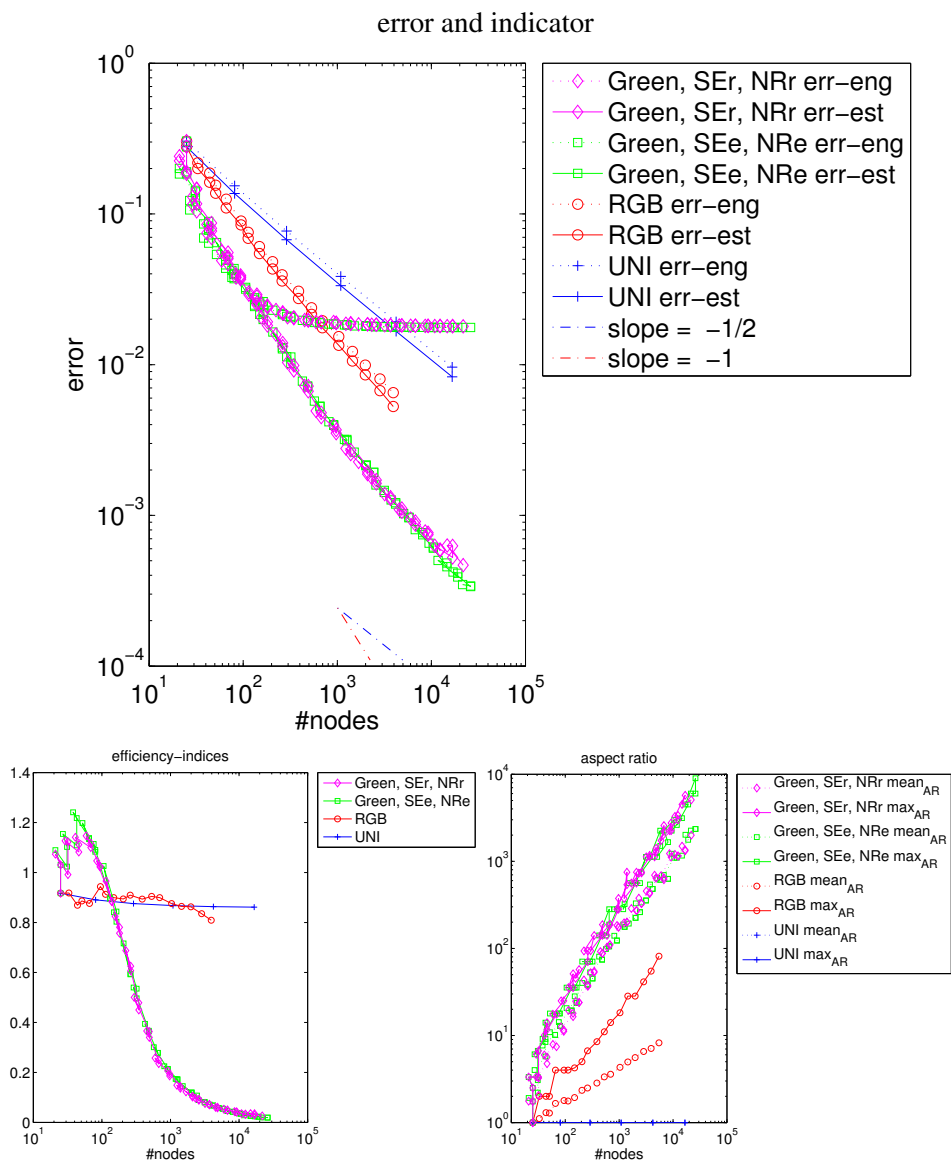 error and indicator
10^0
10^-1
10^-2
10^-3
10^-4
error
10^1 10^2 10^3 10^4 10^5
#nodes
Green, SEr, NRr err-eng
Green, SEr, NRr err-est
Green, SEe, NRe err-eng
Green, SEe, NRe err-est
RGB err-eng
RGB err-est
UNI err-eng
UNI err-est
slope = -1/2
slope = -1
efficiency-indices
1.4
1.2
1
0.8
0.6
0.4
0.2
0
10^1 10^2 10^3 10^4 10^5
#nodes
Green, SEr, NRr
Green, SEe, NRe
RGB
UNI
aspect ratio
10^4
10^3
10^2
10^1
10^0
10^1 10^2 10^3 10^4 10^5
#nodes
Green, SEr, NRr mean_AR
Green, SEr, NRr max_AR
Green, SEe, NRe mean_AR
Green, SEe, NRe max_AR
RGB mean_AR
RGB max_AR
UNI mean_AR
UNI max_AR